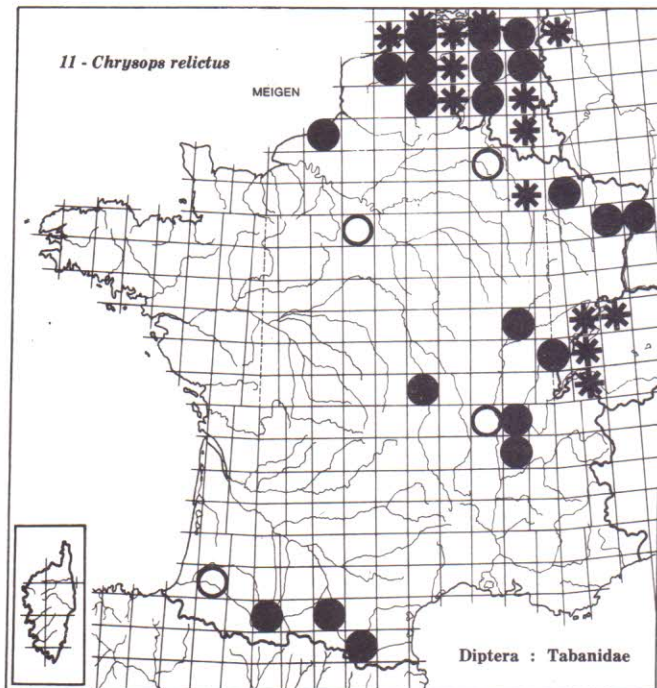 11 - Chrysops relictus
MEIGEN
Diptera : Tabanidae